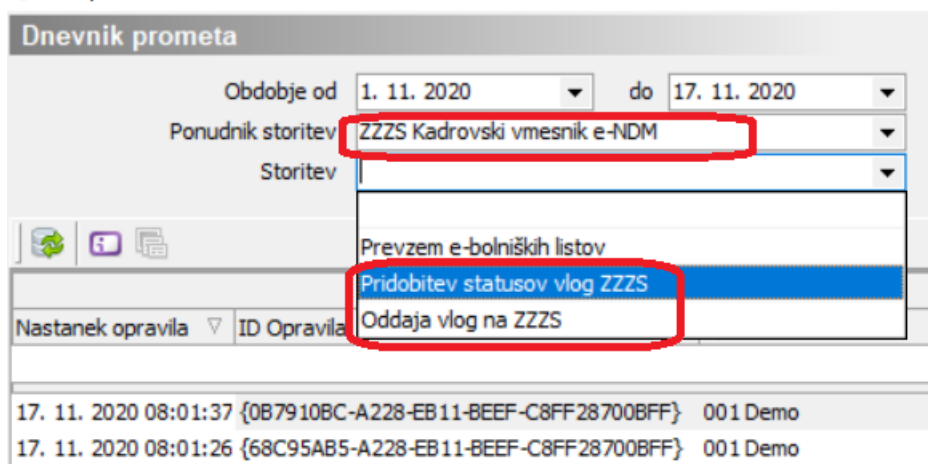 Dnevnik prometa
Obdobje od 1. 11. 2020 do 17. 11. 2020
Ponudnik storitev ZZZS Kadrovski vmesnik e-NDM
Storitev
Prevzem e-bolniških listov
Pridobitev statusov vlog ZZZS
Oddaja vlog na ZZZS
Nastanek opravila ID Opravila
17. 11. 2020 08:01:37 {0B7910BC-A228-EB11-BEEF-C8FF28700BFF} 001 Demo
17. 11. 2020 08:01:26 {68C95AB5-A228-EB11-BEEF-C8FF28700BFF} 001 Demo